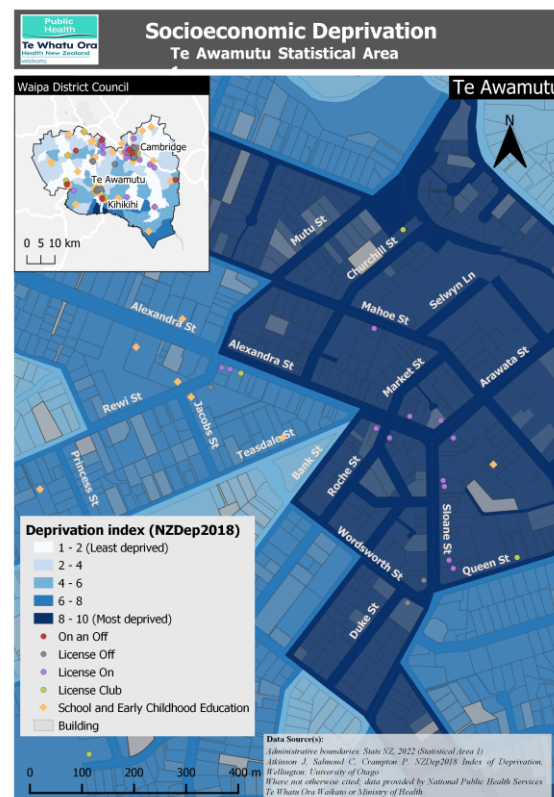 Public
Health
Te Whatu Ora
Health New Zealand
Waikato
Socioeconomic Deprivation
Te Awamutu Statistical Area
Waipa District Council
Te Awamutu
Cambridge
Te Awamutu
Kihikihi
0 5 10 km
N
Mutu St
Churchill St
Selwyn Ln
Mahoe St
Alexandra St
Alexandra St
Market St
Arawata St
Rewi St
Jacobs St
Teasdale St
Bank St
Princess St
Roche St
Sloane St
Wordsworth St
Queen St
Duke St
Deprivation index (NZDep2018)
1 - 2 (Least deprived)
2 - 4
4 - 6
6 - 8
8 - 10 (Most deprived)
On an Off
License Off
License On
License Club
School and Early Childhood Education
Building
0 200 400 m
Data Source(s):
Administrative boundaries: Stats NZ, 2022 (Statistical Area 1)
Atkinson J, Salmond C, Crampton P. NZDep2018 Index of Deprivation,
Wellington: University of Otago
Where not otherwise cited; data provided by National Public Health Services
Te Whatu Ora Waikato or Ministry of Health